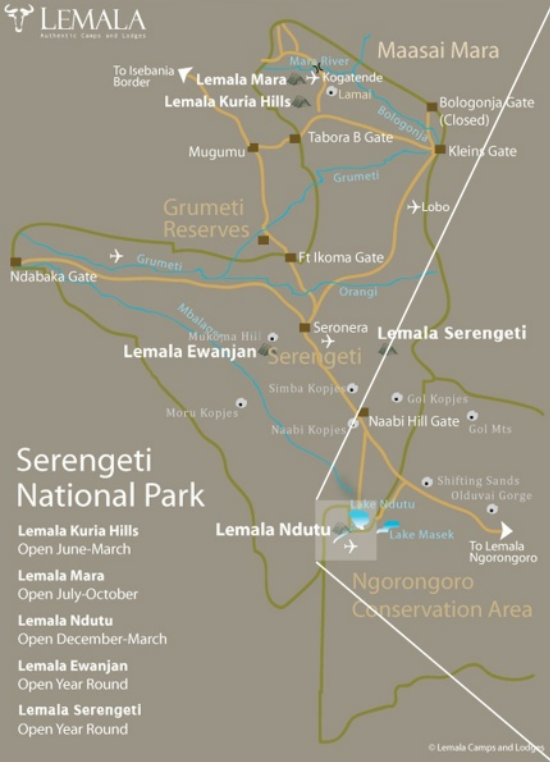 LEMALA
Authentic Camps and Lodges
Maasai Mara
Mara River
To Isebania
Border
Lemala Mara
Kogatende
Lamai
Lemala Kuria Hills
Bologonja Gate
(Closed)
Bologonja
Tabora B Gate
Mugumu
Kleins Gate
Grumeti
Grumeti
Reserves
Lobo
Ft Ikoma Gate
Grumeti
Ndabaka Gate
Orangi
Mbalageti
Seronera
Mukoma Hill
Lemala Serengeti
Lemala Ewanjan
Serengeti
Simba Kopjes
Gol Kopjes
Moru Kopjes
Naabi Hill Gate
Naabi Kopjes
Gol Mts
Serengeti
National Park
Shifting Sands
Olduvai Gorge
Lake Ndutu
Lemala Ndutu
Lake Masek
To Lemala
Ngorongoro
Lemala Kuria Hills
Open June-March
Lemala Mara
Open July-October
Ngorongoro
Conservation Area
Lemala Ndutu
Open December-March
Lemala Ewanjan
Open Year Round
Lemala Serengeti
Open Year Round
© Lemala Camps and Lodges